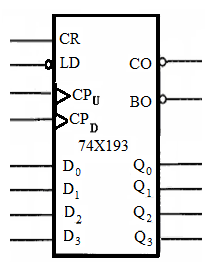 CR
LD CO
CPU
BO
CPD
74X193
D0 Q0
D1 Q1
D2 Q2
D3 Q3